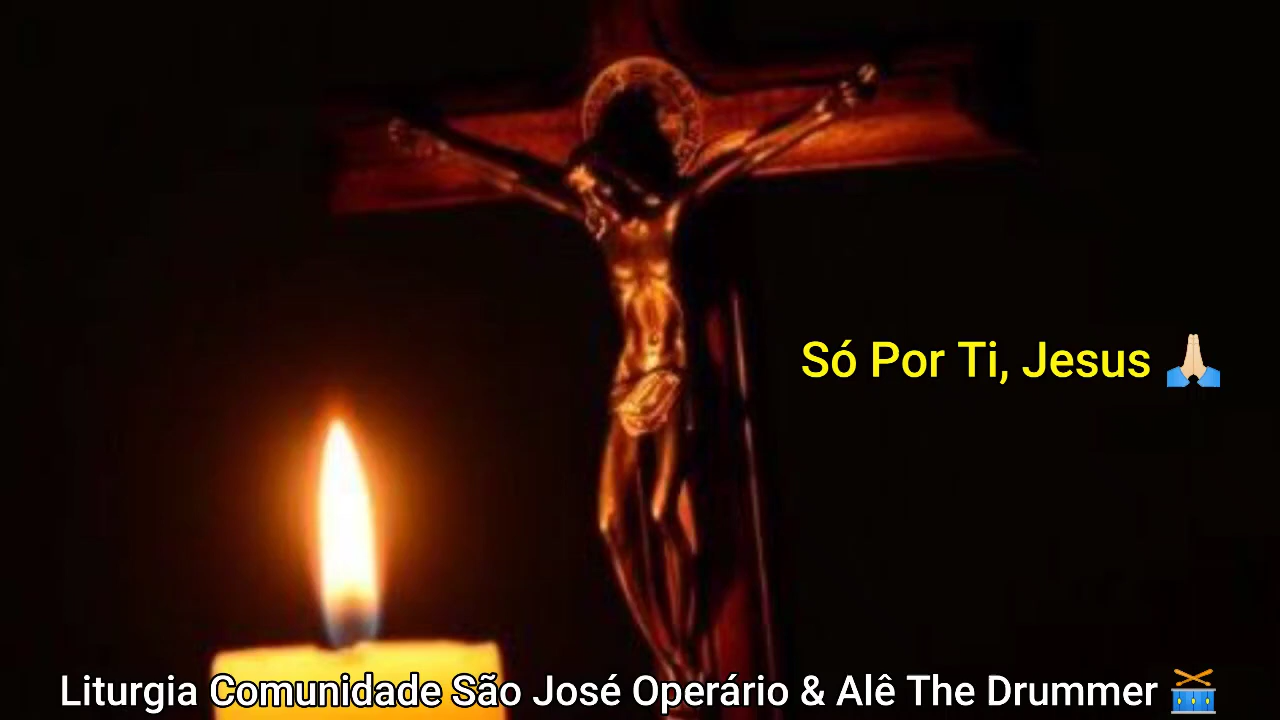 Só Por Ti, Jesus 🙏🏻
Liturgia Comunidade São José Operário & Alê The Drummer 🥁